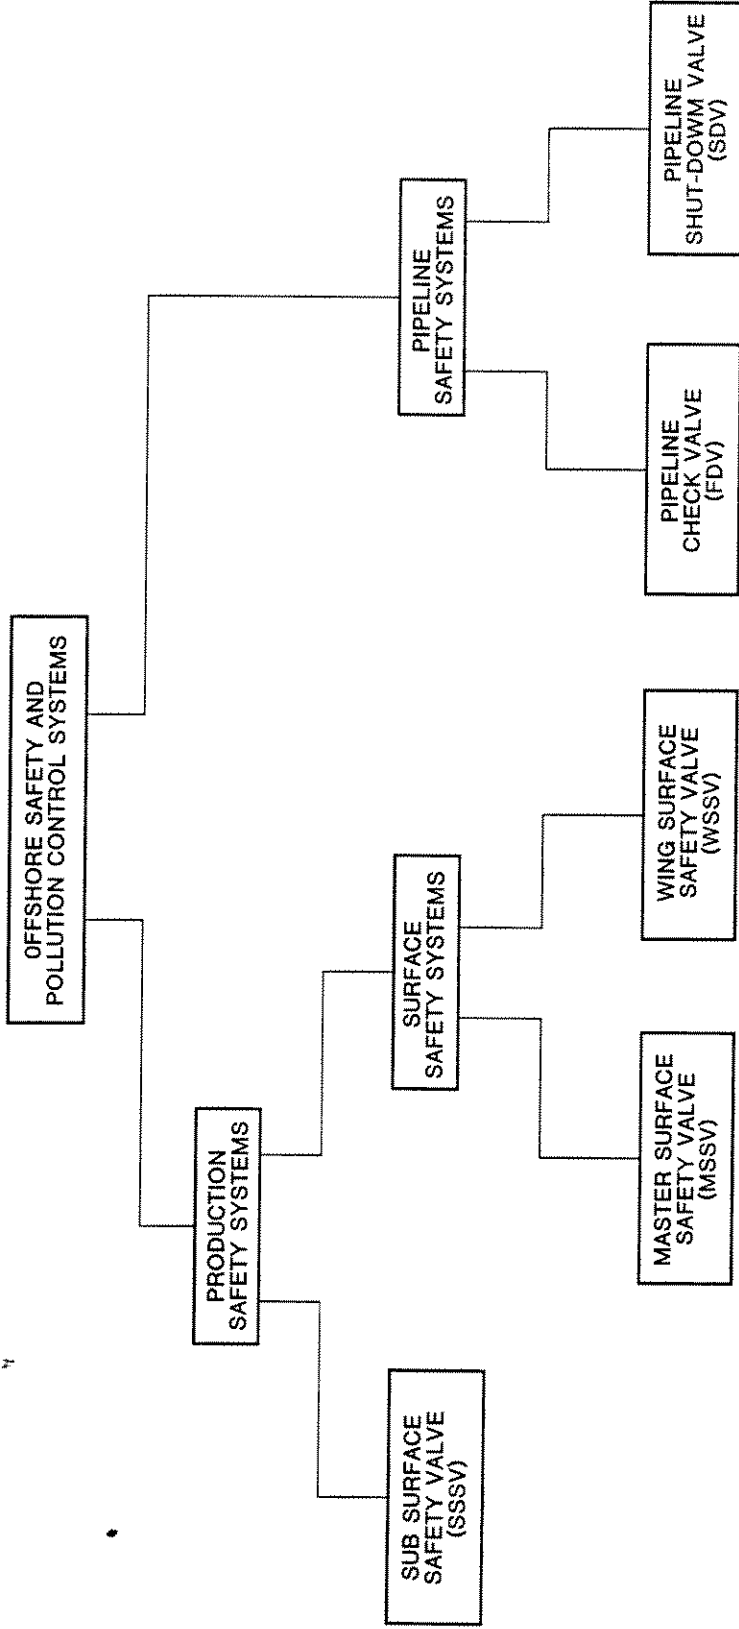 OFFSHORE SAFETY AND
POLLUTION CONTROL SYSTEMS
PRODUCTION
SAFETY SYSTEMS
PIPELINE
SAFETY SYSTEMS
SUB SURFACE
SAFETY VALVE
(SSSV)
SURFACE
SAFETY SYSTEMS
MASTER SURFACE
SAFETY VALVE
(MSSV)
WING SURFACE
SAFETY VALVE
(WSSV)
PIPELINE
CHECK VALVE
(FDV)
PIPELINE
SHUT-DOWM VALVE
(SDV)